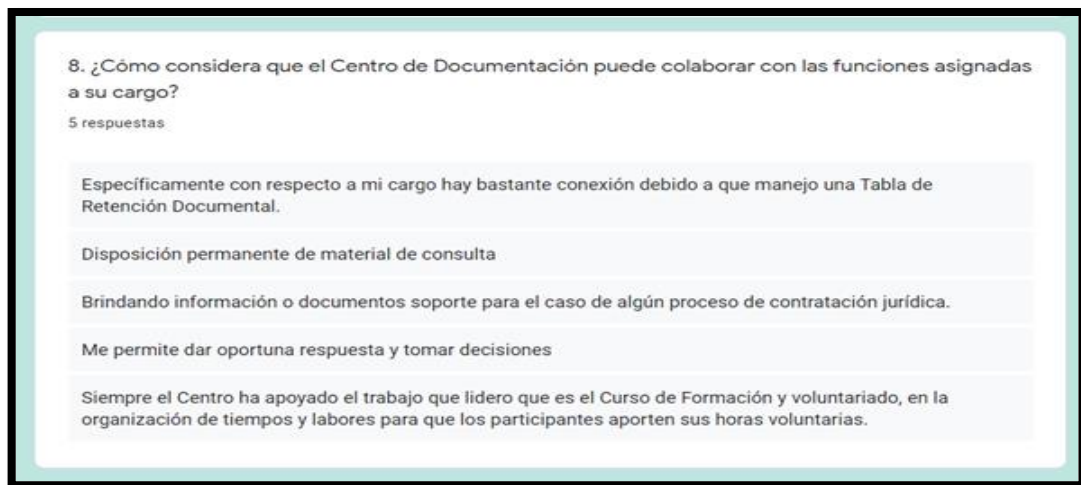 8. ¿Cómo considera que el Centro de Documentación puede colaborar con las funciones asignadas
a su cargo?
5 respuestas
Específicamente con respecto a mi cargo hay bastante conexión debido a que manejo una Tabla de
Retención Documental.
Disposición permanente de material de consulta
Brindando información o documentos soporte para el caso de algún proceso de contratación jurídica.
Me permite dar oportuna respuesta y tomar decisiones
Siempre el Centro ha apoyado el trabajo que lidero que es el Curso de Formación y voluntariado, en la
organización de tiempos y labores para que los participantes aporten sus horas voluntarias.